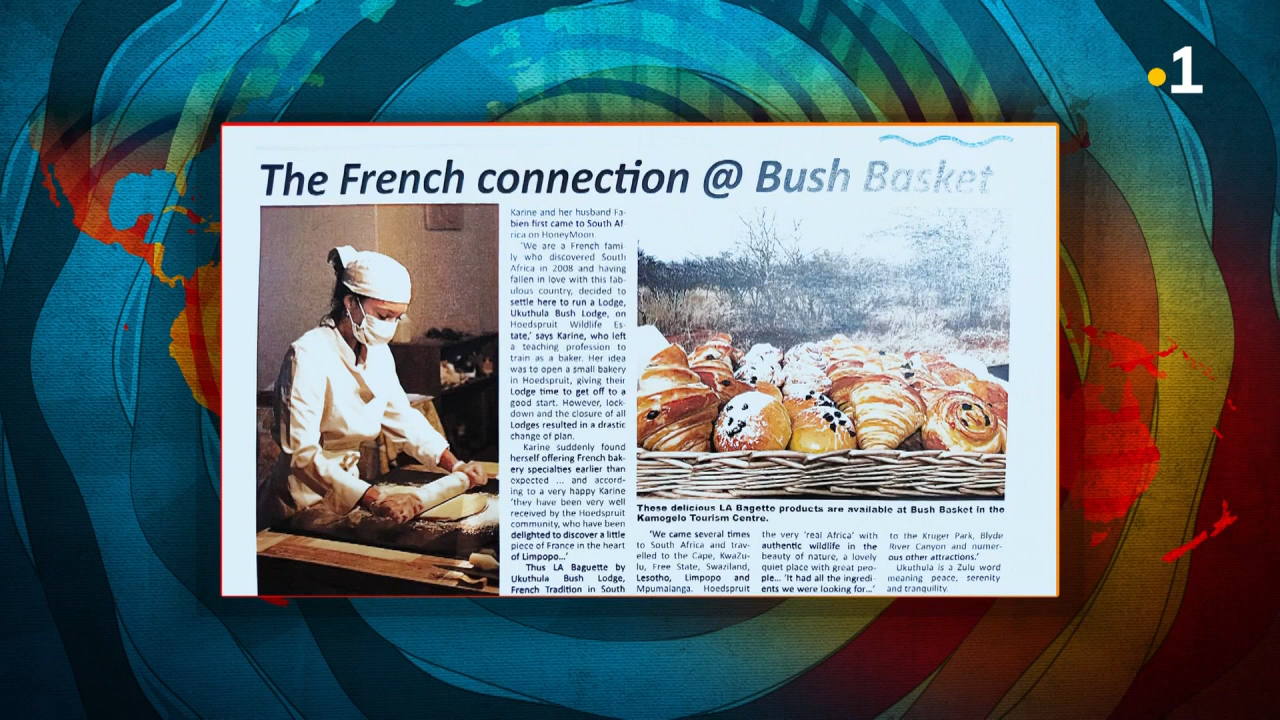 1
The French connection @ Bush Basket
Karine and her husband Fa-
bien first came to South Af-
rica on HoneyMoon.
'We are a French fami-
ly who discovered South
Africa in 2008 and having
fallen in love with this fab-
ulous country, decided to
settle here to run a Lodge,
Ukuthula Bush Lodge, on
Hoedspruit Wildlife Es-
tate,' says Karine, who left
a teaching profession to
train as a baker. Her idea
was to open a small bakery
in Hoedspruit, giving their
Lodge time to get off to a
good start. However, lock-
down and the closure of all
Lodges resulted in a drastic
change of plan.
Karine suddenly found
herself offering French bak-
ery specialties earlier than
expected ... and accord-
ing to a very happy Karine
'they have been very well
received by the Hoedspruit
community, who have been
delighted to discover a little
piece of France in the heart
of Limpopo...'
Thus LA Baguette by
Ukuthula Bush Lodge,
French Tradition in South
These delicious LA Bagette products are available at Bush Basket in the
Kamogelo Tourism Centre.
'We came several times
to South Africa and trav-
elled to the Cape, KwaZu-
lu, Free State, Swaziland,
Lesotho, Limpopo and
Mpumalanga. Hoedspruit
the very 'real Africa' with
authentic wildlife in the
beauty of nature, a lovely
quiet place with great peo-
ple... 'It had all the ingredi-
ents we were looking for...'
to the Kruger Park, Blyde
River Canyon and numer-
ous other attractions.'
Ukuthula is a Zulu word
meaning peace, serenity
and tranquility.